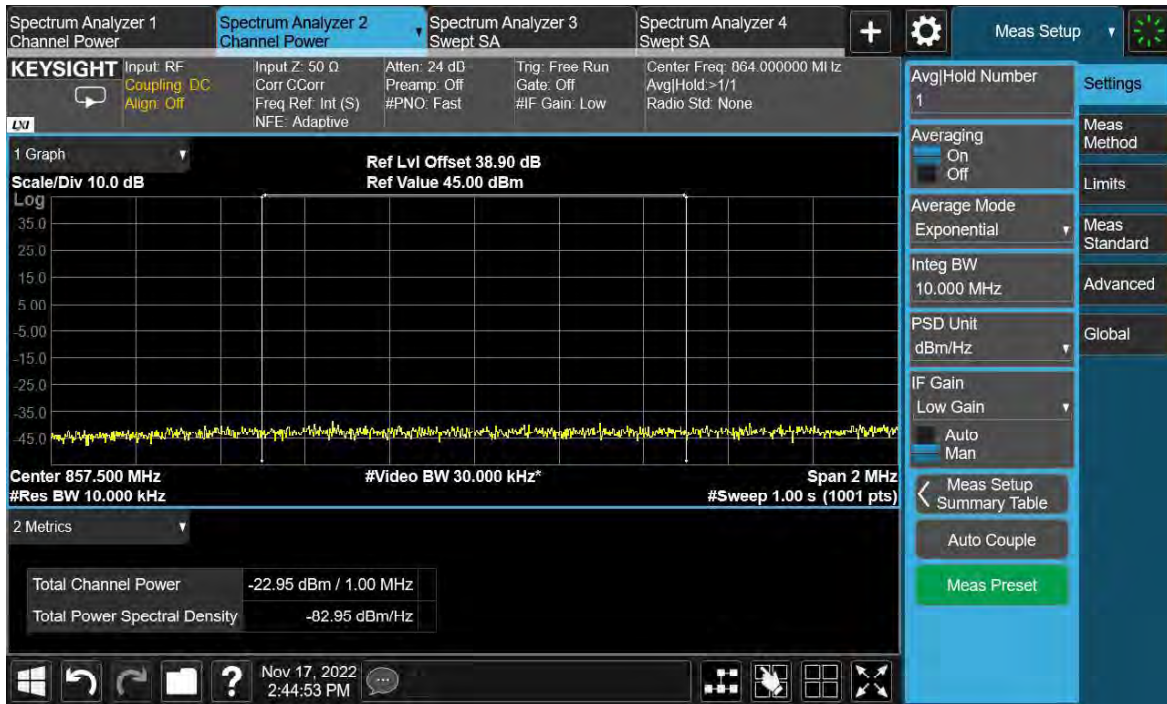 Spectrum Analyzer 1
Channel Power
Spectrum Analyzer 2
Channel Power
Spectrum Analyzer 3
Swept SA
Spectrum Analyzer 4
Swept SA
+
Meas Setup
KEYSIGHT
LXI
Input: RF
Coupling: DC
Align: Off
Input Z: 50 Ω
Corr CCorr
Freq Ref: Int (S)
NFE: Adaptive
Atten: 24 dB
Preamp: Off
#PNO: Fast
Trig: Free Run
Gate: Off
#IF Gain: Low
Center Freq: 864.000000 MHz
Avg|Hold:>1/1
Radio Std: None
1 Graph
Scale/Div 10.0 dB
Ref Lvl Offset 38.90 dB
Ref Value 45.00 dBm
Log
35.0
25.0
15.0
5.00
-5.00
-15.0
-25.0
-35.0
-45.0
Center 857.500 MHz
#Res BW 10.000 kHz
#Video BW 30.000 kHz*
Span 2 MHz
#Sweep 1.00 s (1001 pts)
2 Metrics
Total Channel Power -22.95 dBm / 1.00 MHz
Total Power Spectral Density -82.95 dBm/Hz
?
Nov 17, 2022
2:44:53 PM
Avg|Hold Number
1
Averaging
On
Off
Average Mode
Exponential
Integ BW
10.000 MHz
PSD Unit
dBm/Hz
IF Gain
Low Gain
Auto
Man
Meas Setup
Summary Table
Auto Couple
Meas Preset
Settings
Meas
Method
Limits
Meas
Standard
Advanced
Global